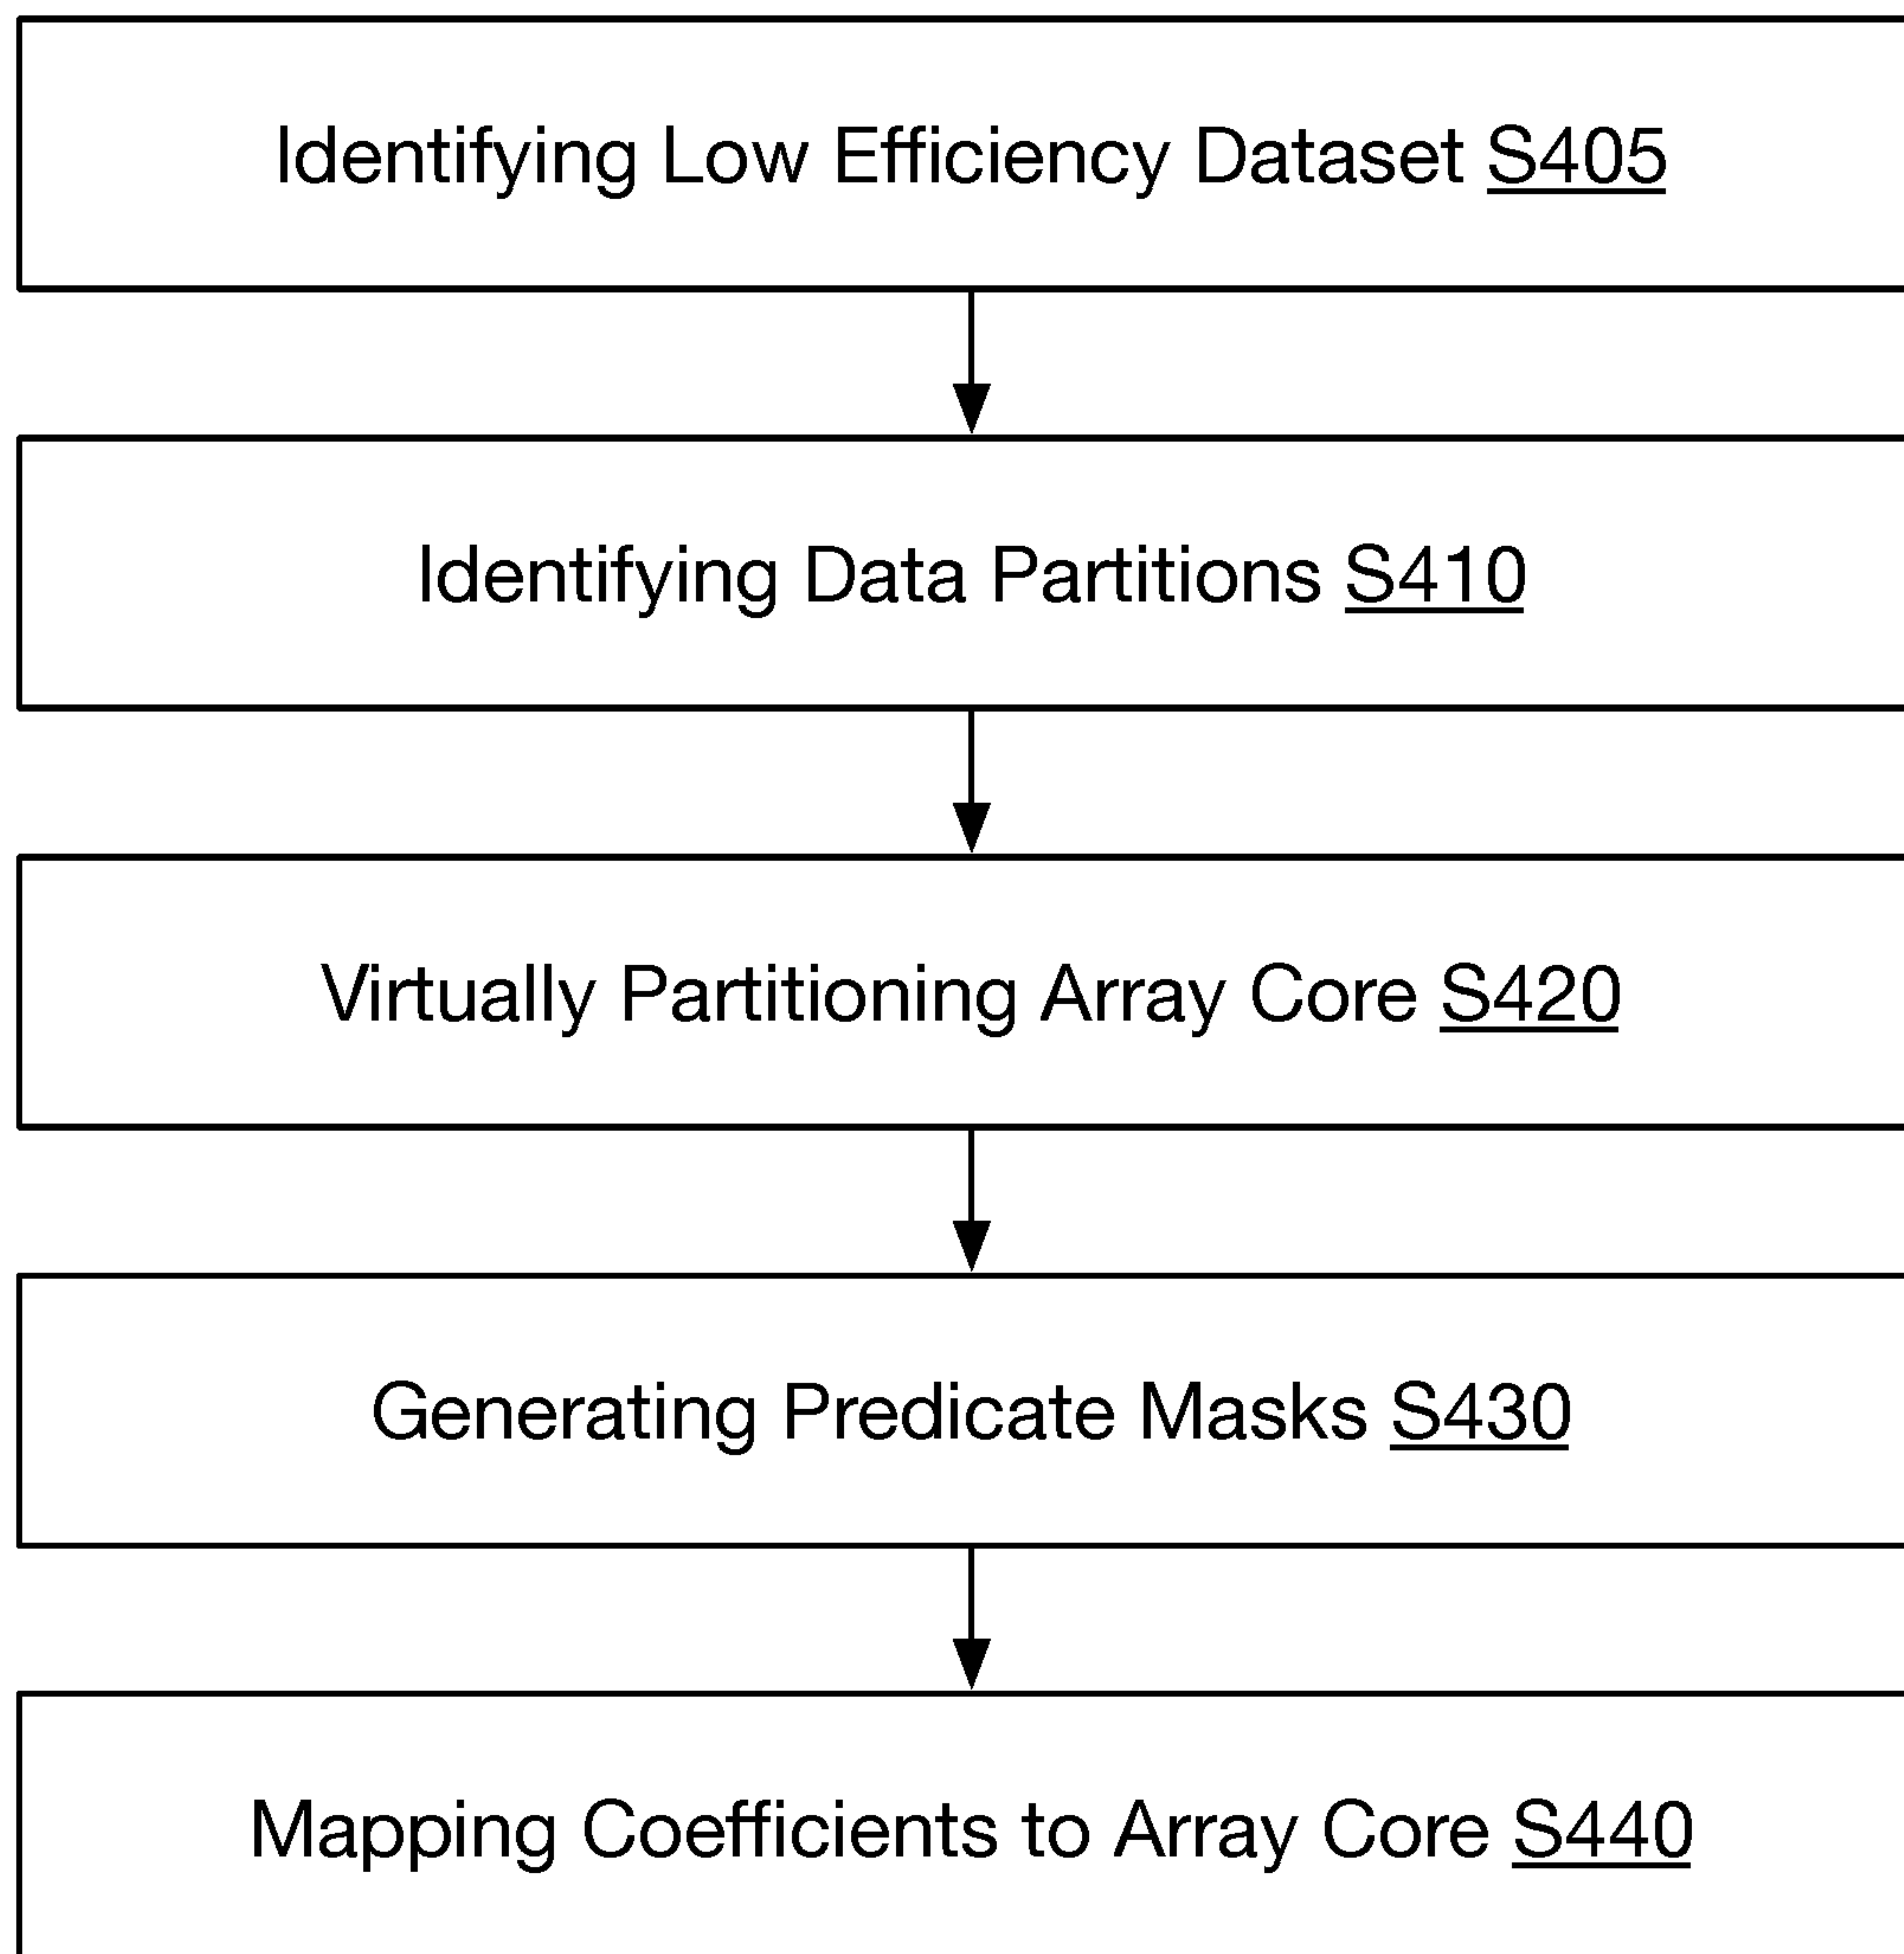 Identifying Low Efficiency Dataset S405
Identifying Data Partitions S410
Virtually Partitioning Array Core S420
Generating Predicate Masks S430
Mapping Coefficients to Array Core S440